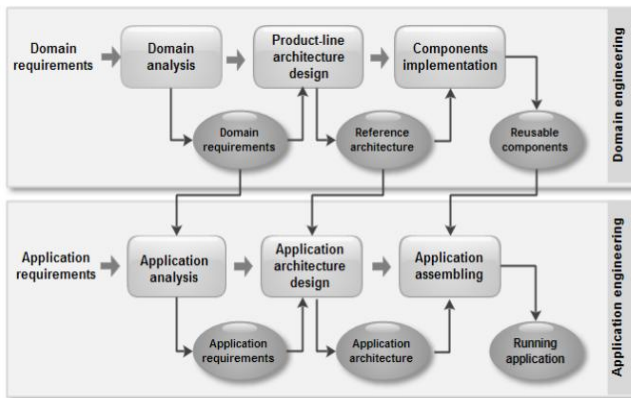 Domain
requirements
Domain
analysis
Product-line
architecture
design
Components
implementation
Domain
requirements
Reference
architecture
Reusable
components
Domain engineering
Application
requirements
Application
analysis
Application
architecture
design
Application
assembling
Application
requirements
Application
architecture
Running
application
Application engineering